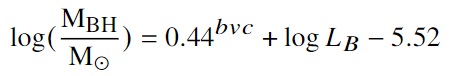 log(M_BH/M_⊙) = 0.44^{bvc} + log L_B − 5.52